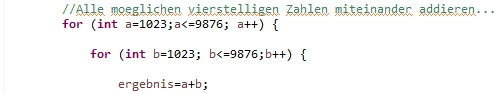 //Alle moeglichen vierstelligen Zahlen miteinander addieren...
for (int a=1023;a<=9876; a++) {
for (int b=1023; b<=9876;b++) {
ergebnis=a+b;